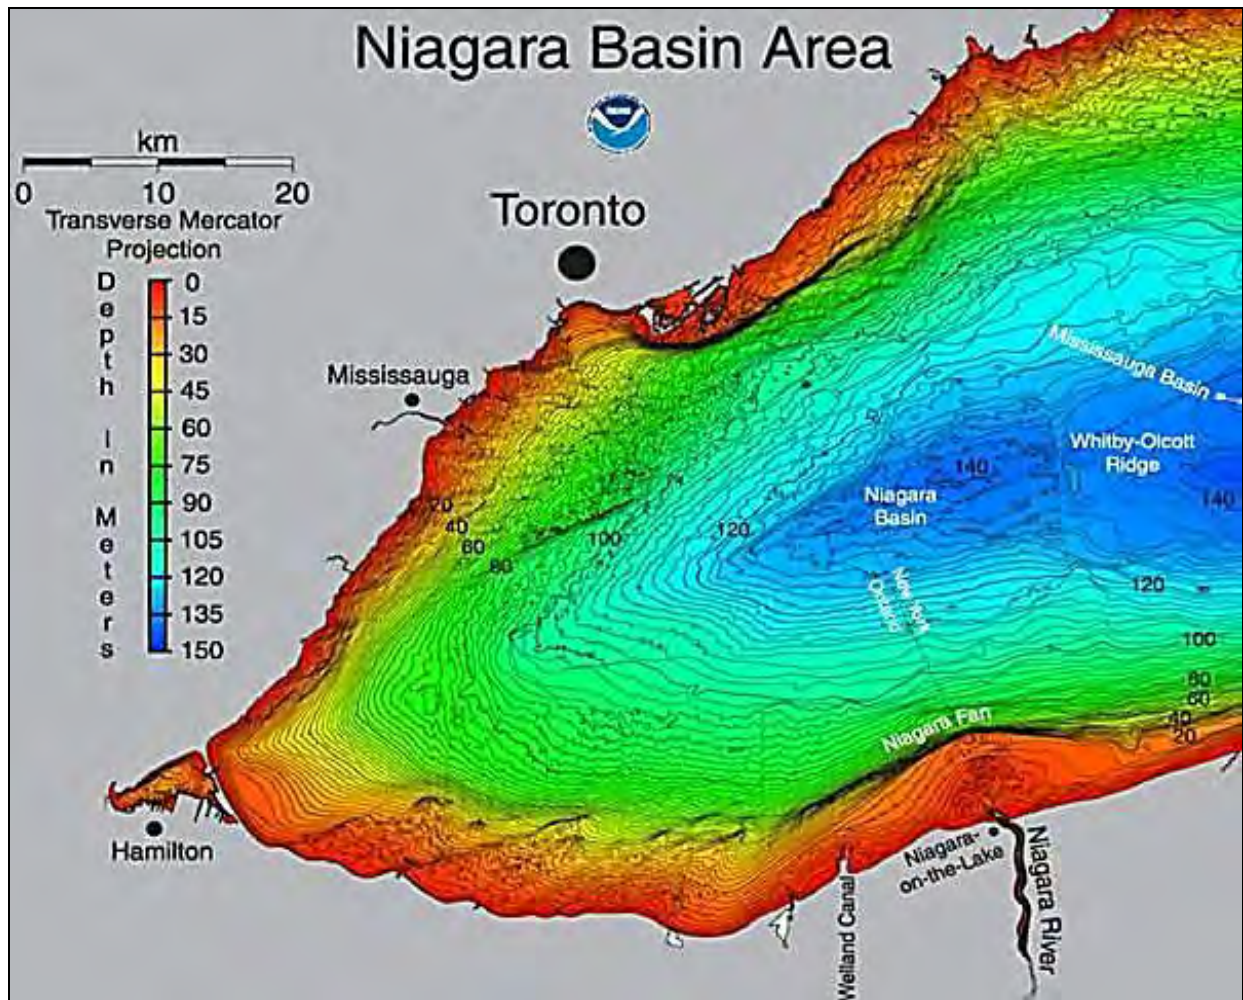 Niagara Basin Area
km
0 10 20
Transverse Mercator
Projection
Toronto
Depth In Meters
0
15
30
45
60
75
90
105
120
135
150
Mississauga
Mississauga Basin
Whitby-Olcott
Ridge
140
Niagara
Basin
140
20
40
60
80
100
120
New York
Ontario
120
100
80
60
40
20
Niagara Fan
Hamilton
Niagara-
on-the-Lake
Niagara River
Welland Canal